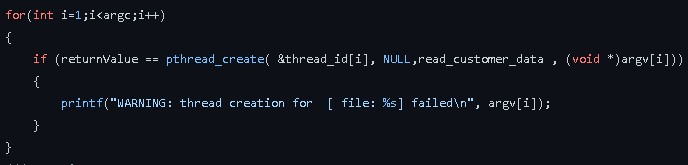 for(int i=1;i<argc;i++)
{
if (returnValue == pthread_create( &thread_id[i], NULL,read_customer_data , (void *)argv[i]))
{
printf("WARNING: thread creation for  [ file: %s] failed\n", argv[i]);
}
}